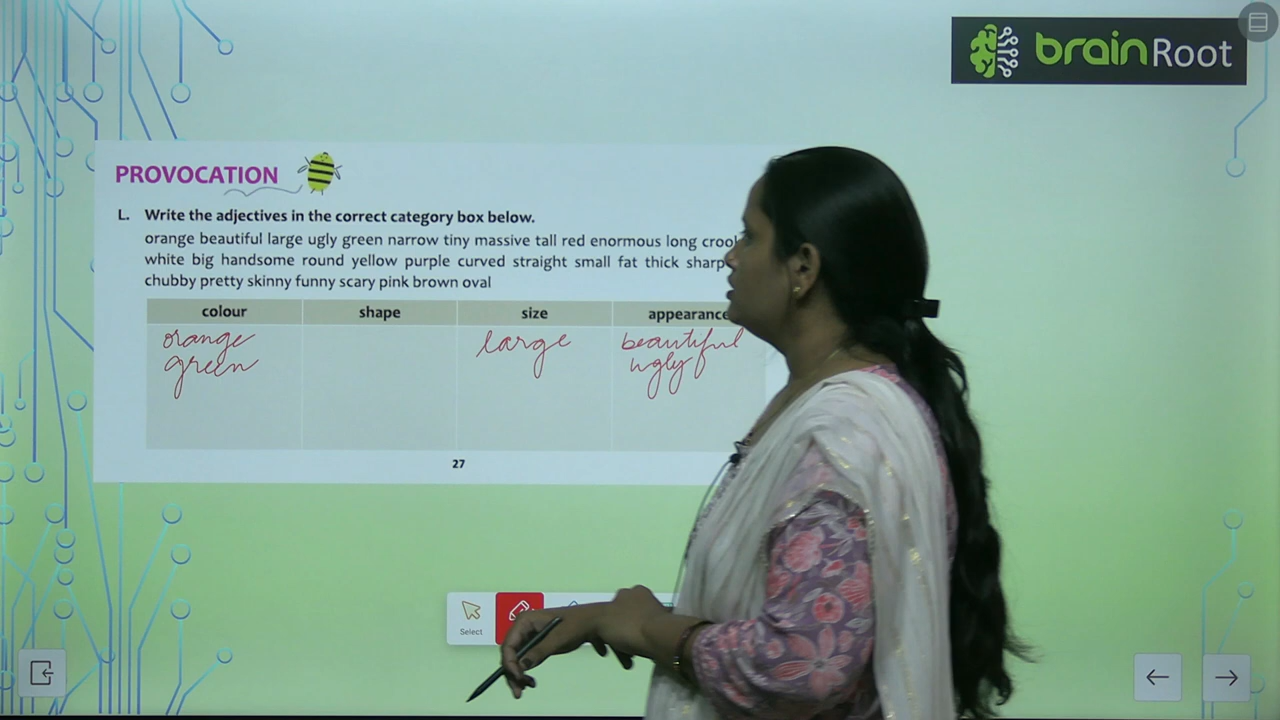 brainRoot
PROVOCATION
L. Write the adjectives in the correct category box below.
orange beautiful large ugly green narrow tiny massive tall red enormous long
white big handsome round yellow purple curved straight small fat thick sharp
chubby pretty skinny funny scary pink brown oval
colour shape size appearance
orange large beautiful
green ugly
27
Select